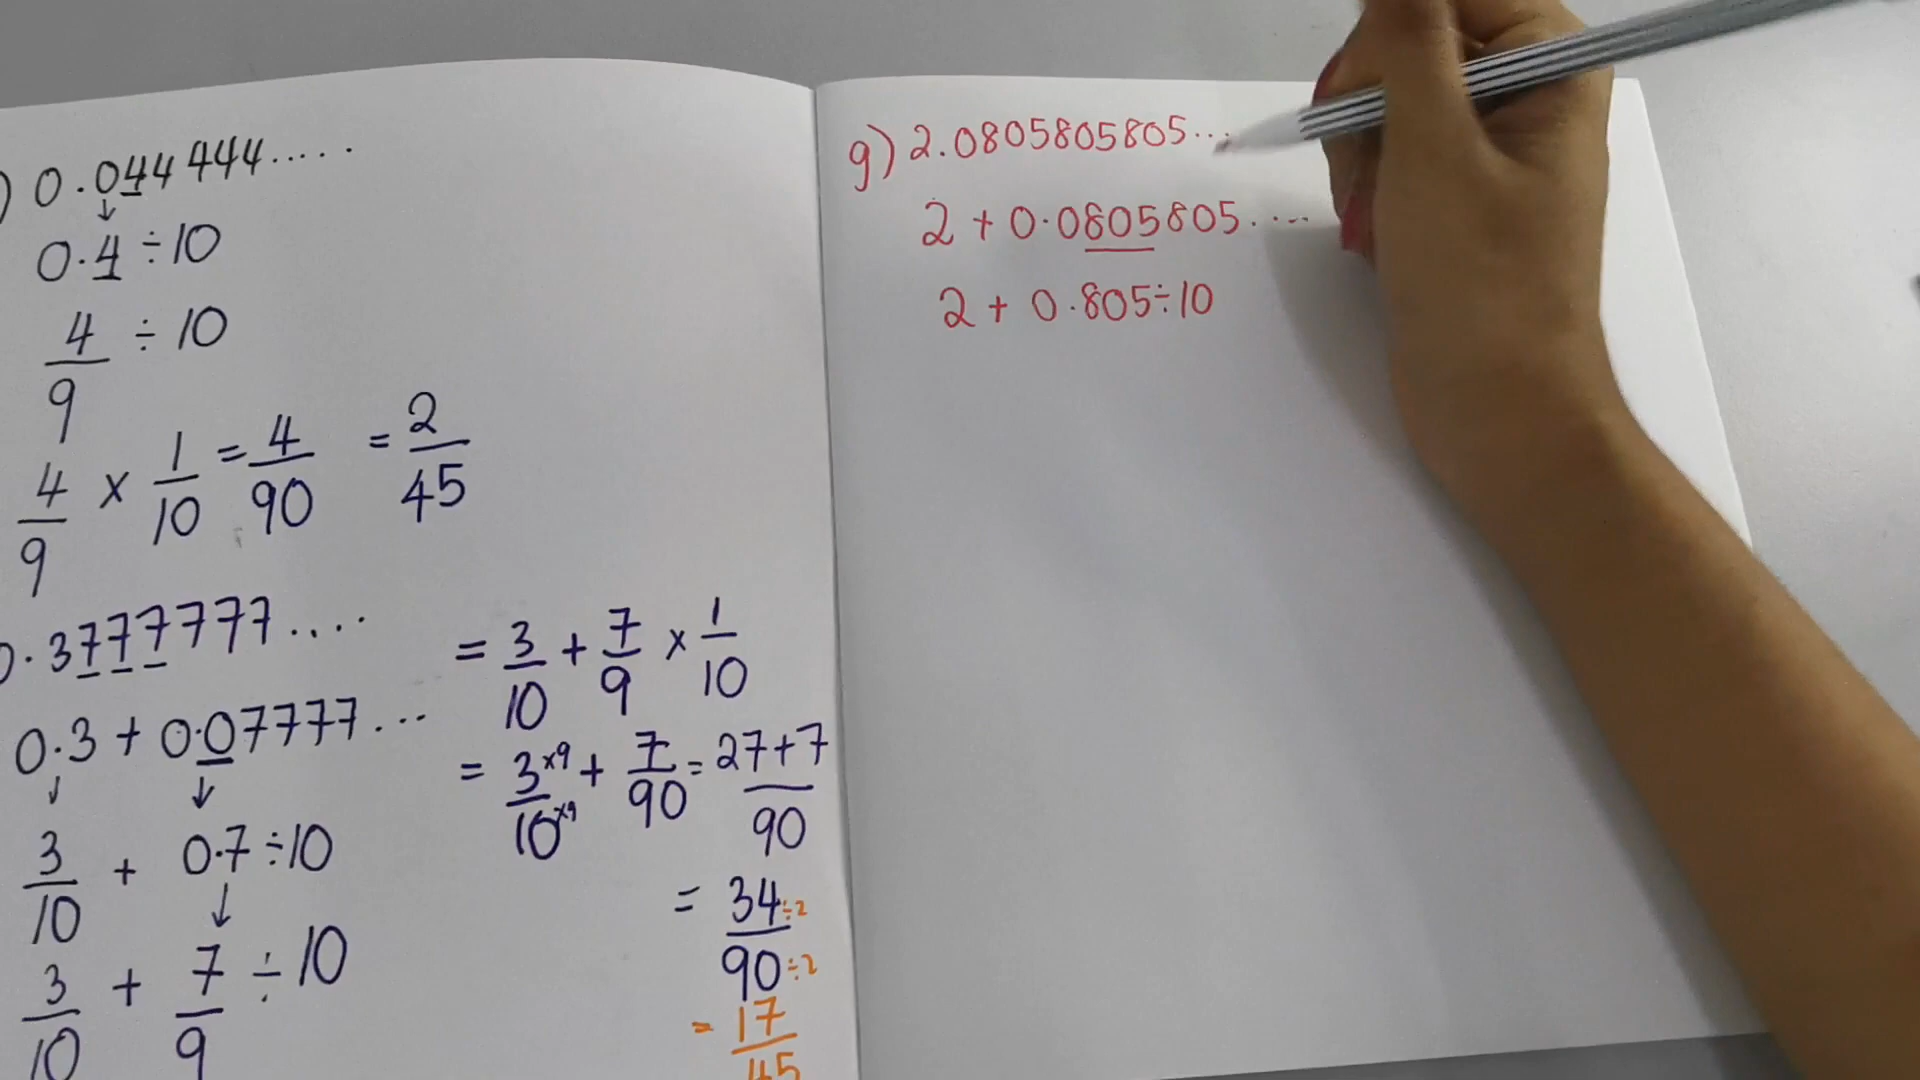 ) 0.044444.....
↓
0.4 ÷10
4/9 ÷ 10
4/9 × 1/10 = 4/90 = 2/45
0.3777777....
0.3 + 0.07777...
↓ ↓
3/10 + 0.7÷10
↓
3/10 + 7/9 ÷ 10
= 3/10 + 7/9 × 1/10
= 3×9/10×9 + 7/90 = 27+7/90
= 34÷2/90÷2
= 17/45
g) 2.0805805805...
2 + 0.0805805....
2 + 0.805÷10